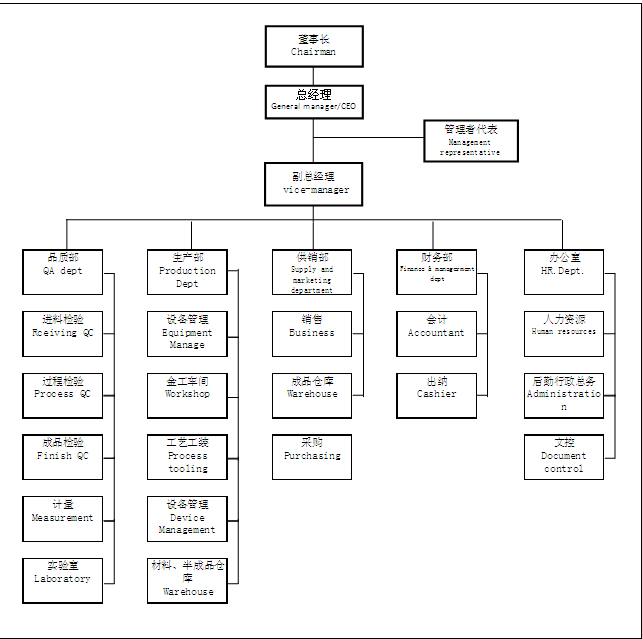 董事长
Chairman
总经理
General manager/CEO
管理者代表
Management
representative
副总经理
vice-manager
品质部
QA dept
生产部
Production
Dept
供销部
Supply and
marketing
department
财务部
Finance & management
dept
办公室
HR.Dept.
进料检验
Rceiving QC
设备管理
Equipment
Manage
销售
Business
会计
Accountant
人力资源
Human resources
过程检验
Process QC
金工车间
Workshop
成品仓库
Warehouse
出纳
Cashier
后勤行政总务
Administratio
n
成品检验
Finish QC
工艺工装
Process
tooling
采购
Purchasing
文控
Document
control
计量
Measurement
设备管理
Device
Management
实验室
Laboratory
材料、半成品仓
库
Warehouse